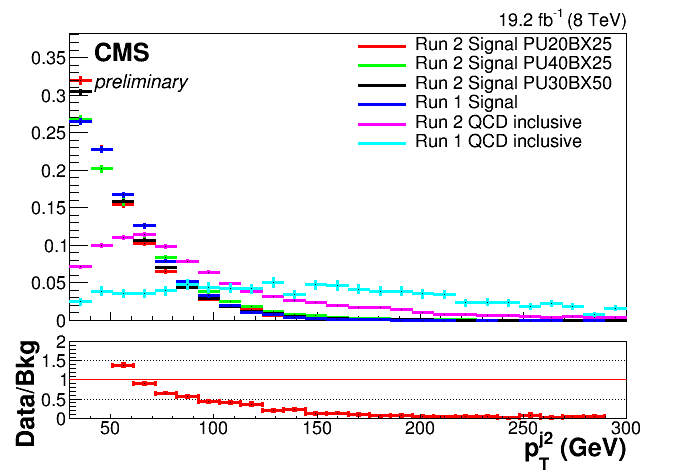 19.2 fb-1 (8 TeV)
CMS
preliminary
Run 2 Signal PU20BX25
Run 2 Signal PU40BX25
Run 2 Signal PU30BX50
Run 1 Signal
Run 2 QCD inclusive
Run 1 QCD inclusive
0.35
0.3
0.25
0.2
0.15
0.1
0.05
0
Data/Bkg
2
1.5
1
0.5
0
50 100 150 200 250 300
pTj2 (GeV)